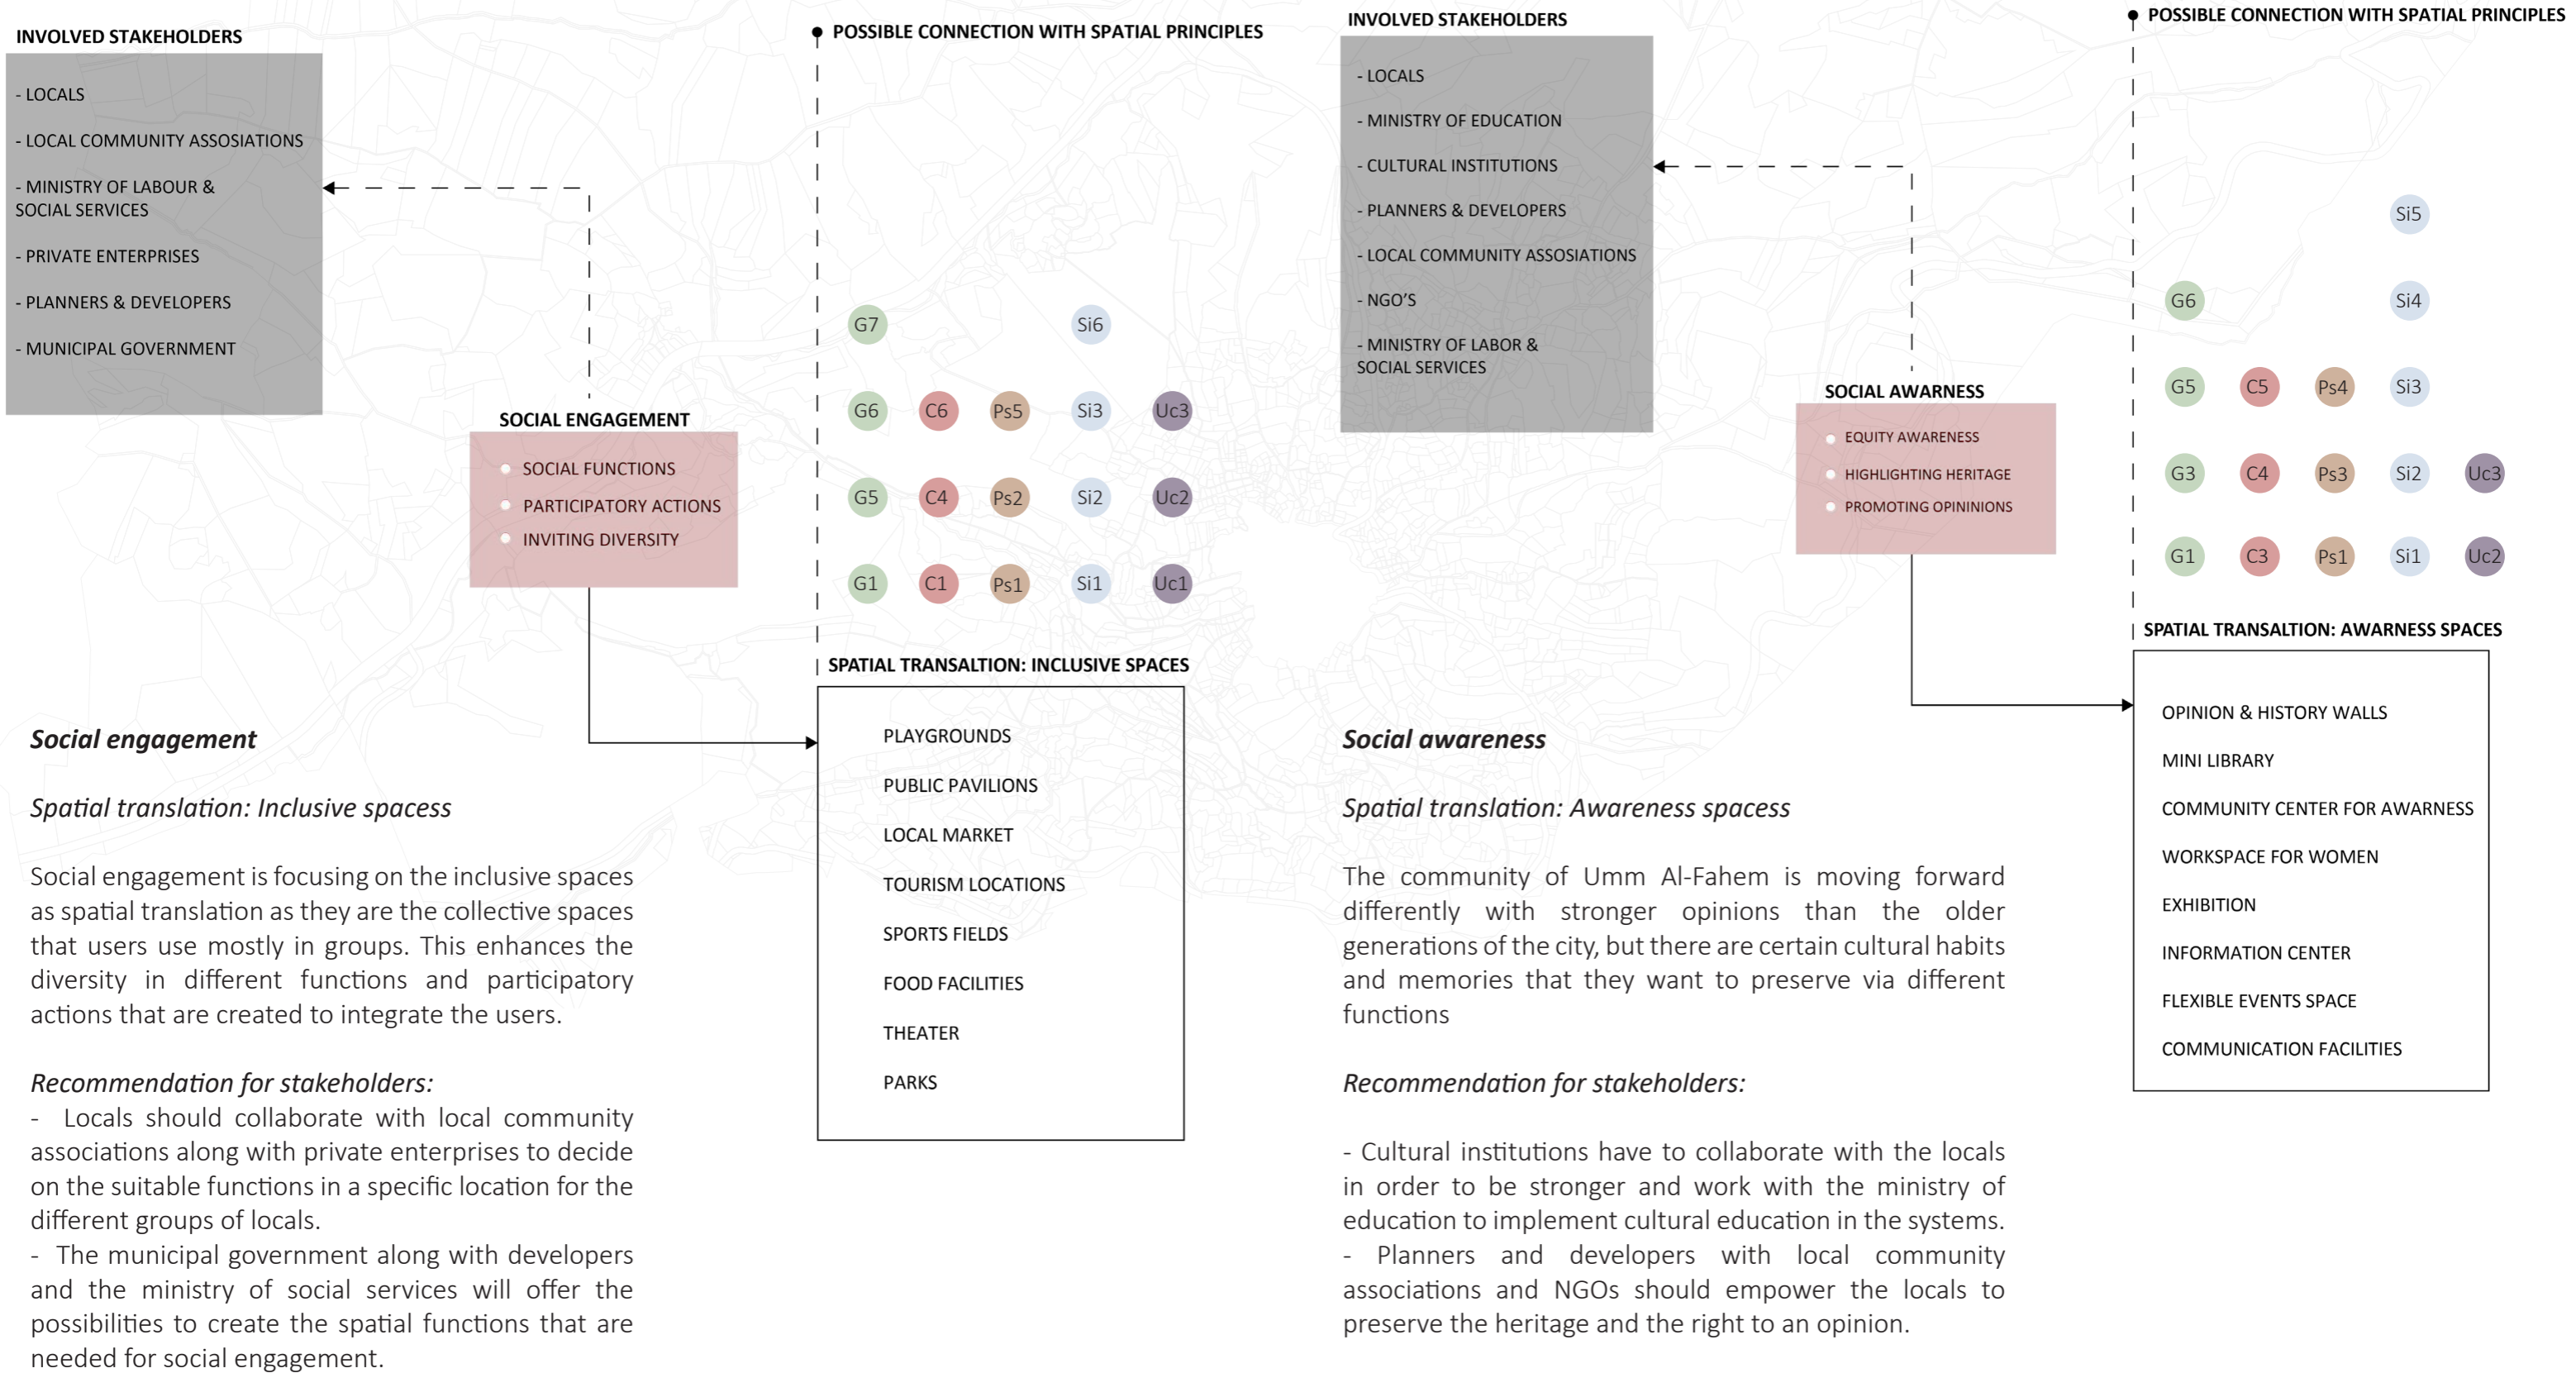 INVOLVED STAKEHOLDERS
- LOCALS
- LOCAL COMMUNITY ASSOSIATIONS
- MINISTRY OF LABOUR &
SOCIAL SERVICES
- PRIVATE ENTERPRISES
- PLANNERS & DEVELOPERS
- MUNICIPAL GOVERNMENT
SOCIAL ENGAGEMENT
SOCIAL FUNCTIONS
PARTICIPATORY ACTIONS
INVITING DIVERSITY
POSSIBLE CONNECTION WITH SPATIAL PRINCIPLES
G7 Si6
G6 C6 Ps5 Si3 Uc3
G5 C4 Ps2 Si2 Uc2
G1 C1 Ps1 Si1 Uc1
SPATIAL TRANSALTION: INCLUSIVE SPACES
PLAYGROUNDS
PUBLIC PAVILIONS
LOCAL MARKET
TOURISM LOCATIONS
SPORTS FIELDS
FOOD FACILITIES
THEATER
PARKS
Social engagement
Spatial translation: Inclusive spacess
Social engagement is focusing on the inclusive spaces
as spatial translation as they are the collective spaces
that users use mostly in groups. This enhances the
diversity in different functions and participatory
actions that are created to integrate the users.
Recommendation for stakeholders:
- Locals should collaborate with local community
associations along with private enterprises to decide
on the suitable functions in a specific location for the
different groups of locals.
- The municipal government along with developers
and the ministry of social services will offer the
possibilities to create the spatial functions that are
needed for social engagement.
INVOLVED STAKEHOLDERS
- LOCALS
- MINISTRY OF EDUCATION
- CULTURAL INSTITUTIONS
- PLANNERS & DEVELOPERS
- LOCAL COMMUNITY ASSOSIATIONS
- NGO'S
- MINISTRY OF LABOR &
SOCIAL SERVICES
SOCIAL AWARNESS
EQUITY AWARENESS
HIGHLIGHTING HERITAGE
PROMOTING OPININIONS
POSSIBLE CONNECTION WITH SPATIAL PRINCIPLES
Si5
G6 Si4
G5 C5 Ps4 Si3
G3 C4 Ps3 Si2 Uc3
G1 C3 Ps1 Si1 Uc2
SPATIAL TRANSALTION: AWARNESS SPACES
OPINION & HISTORY WALLS
MINI LIBRARY
COMMUNITY CENTER FOR AWARNESS
WORKSPACE FOR WOMEN
EXHIBITION
INFORMATION CENTER
FLEXIBLE EVENTS SPACE
COMMUNICATION FACILITIES
Social awareness
Spatial translation: Awareness spacess
The community of Umm Al-Fahem is moving forward
differently with stronger opinions than the older
generations of the city, but there are certain cultural habits
and memories that they want to preserve via different
functions
Recommendation for stakeholders:
- Cultural institutions have to collaborate with the locals
in order to be stronger and work with the ministry of
education to implement cultural education in the systems.
- Planners and developers with local community
associations and NGOs should empower the locals to
preserve the heritage and the right to an opinion.